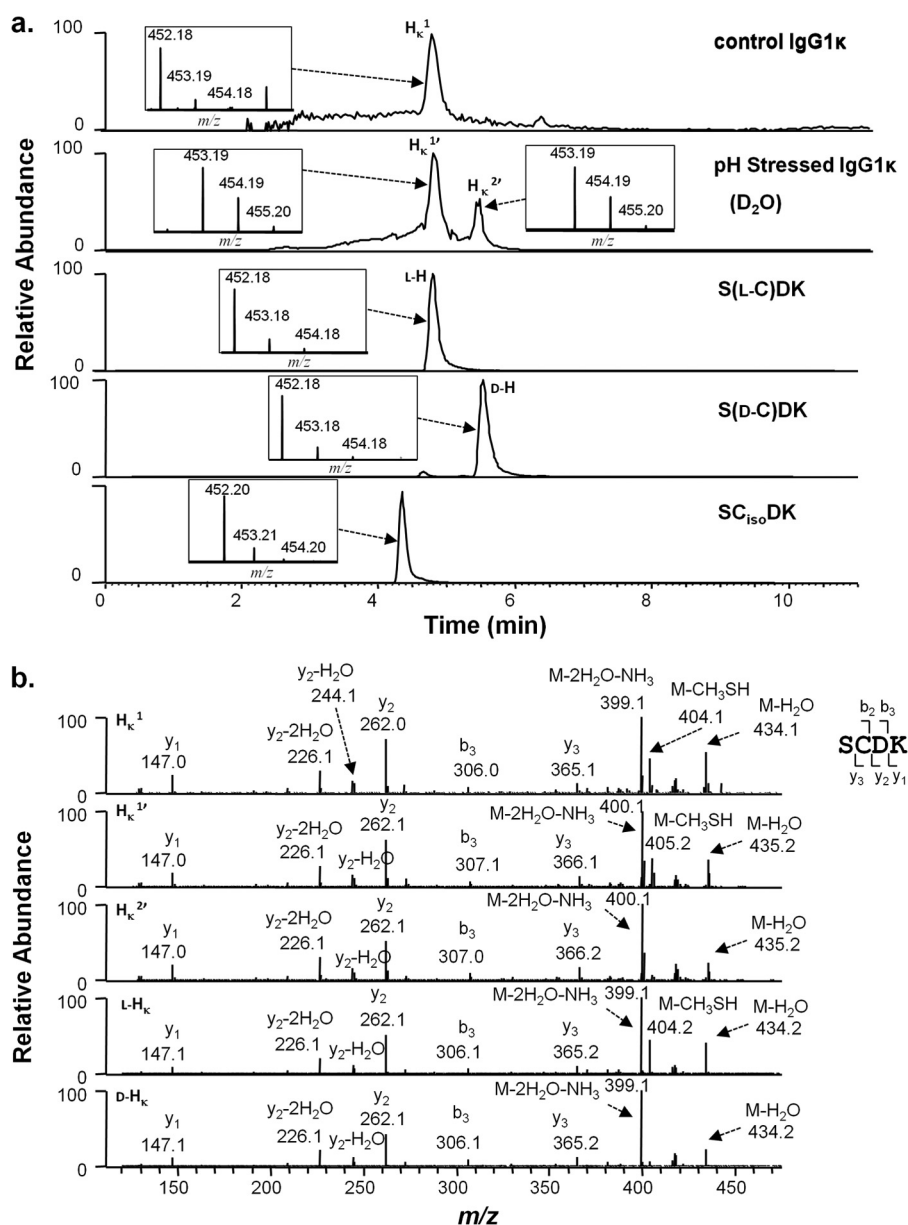 a.
Relative Abundance
100
0
452.18
453.19
454.18
m/z
Hκ1
control IgG1κ
100
0
453.19
454.19
455.20
m/z
Hκ1'
Hκ2'
453.19
454.19
455.20
m/z
pH Stressed IgG1κ
(D2O)
100
0
452.18
453.18
454.18
m/z
L-H
S(L-C)DK
100
0
452.18
453.18
454.18
m/z
D-H
S(D-C)DK
100
0
452.20
453.21
454.20
m/z
SCisoDK
0 2 4 6 8 10
Time (min)
b.
Relative Abundance
100
0
Hκ1
y1
147.0
y2-2H2O
226.1
y2-H2O
244.1
y2
262.0
b3
306.0
y3
365.1
M-2H2O-NH3
399.1
M-CH3SH
404.1
M-H2O
434.1
b2 b3
SCDK
y3 y2 y1
100
0
Hκ1'
y1
147.0
y2-2H2O
226.1
y2-H2O
y2
262.1
b3
307.1
y3
366.1
M-2H2O-NH3
400.1
M-CH3SH
405.2
M-H2O
435.2
100
0
Hκ2'
y1
147.0
y2-2H2O
226.1
y2-H2O
y2
262.1
b3
307.0
y3
366.2
M-2H2O-NH3
400.1
M-H2O
435.2
100
0
L-Hκ
y1
147.1
y2-2H2O
226.1
y2-H2O
y2
262.1
b3
306.1
y3
365.2
M-2H2O-NH3
399.1
M-CH3SH
404.2
M-H2O
434.2
100
0
D-Hκ
y1
147.1
y2-2H2O
226.1
y2-H2O
y2
262.1
b3
306.1
y3
365.2
M-2H2O-NH3
399.1
M-H2O
434.2
150 200 250 300 350 400 450
m/z